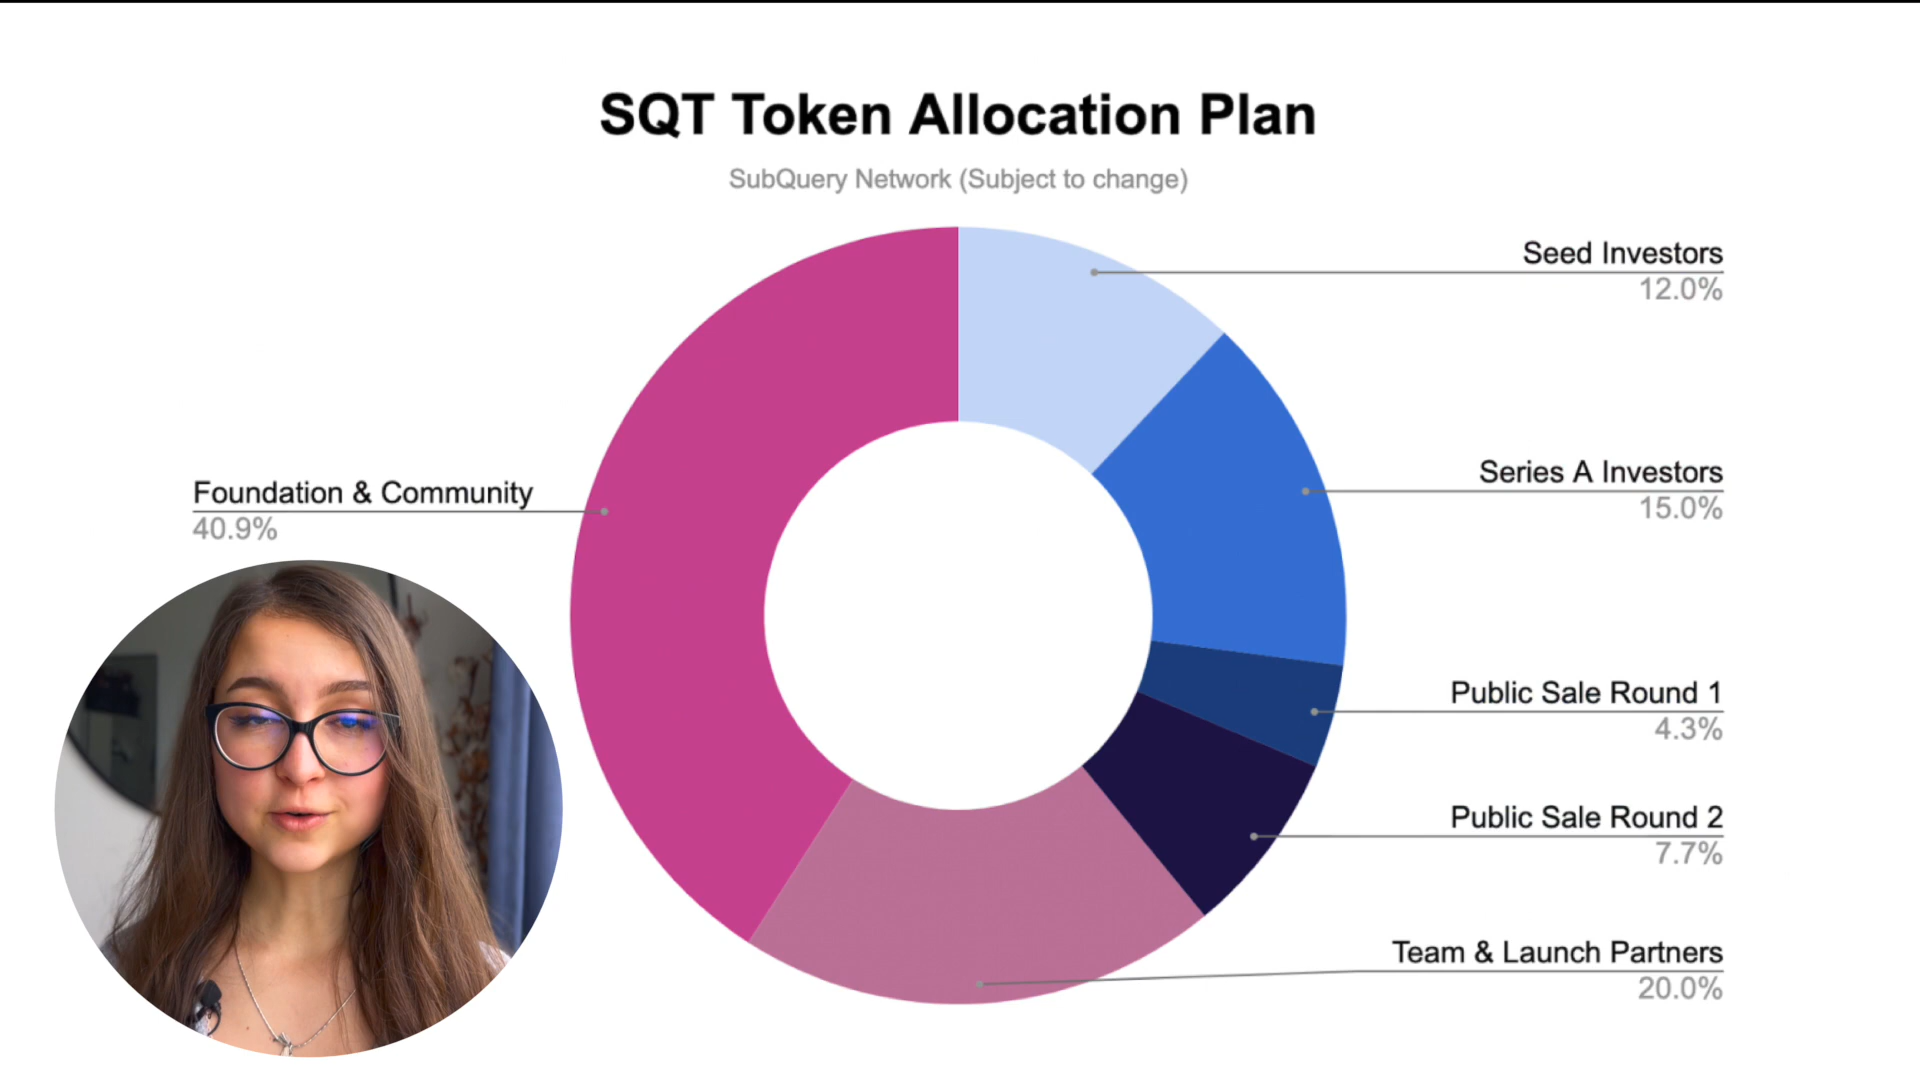 SQT Token Allocation Plan
SubQuery Network (Subject to change)
Seed Investors
12.0%
Series A Investors
15.0%
Foundation & Community
40.9%
Public Sale Round 1
4.3%
Public Sale Round 2
7.7%
Team & Launch Partners
20.0%